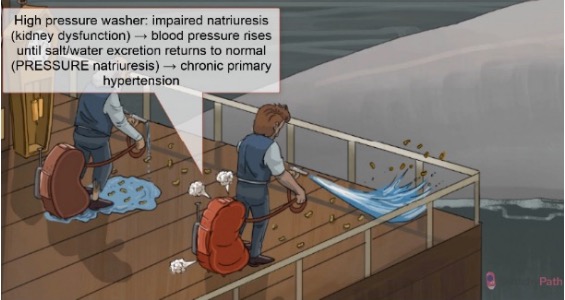 High pressure washer: impaired natriuresis
(kidney dysfunction) → blood pressure rises
until salt/water excretion returns to normal
(PRESSURE natriuresis) → chronic primary
hypertension
Path